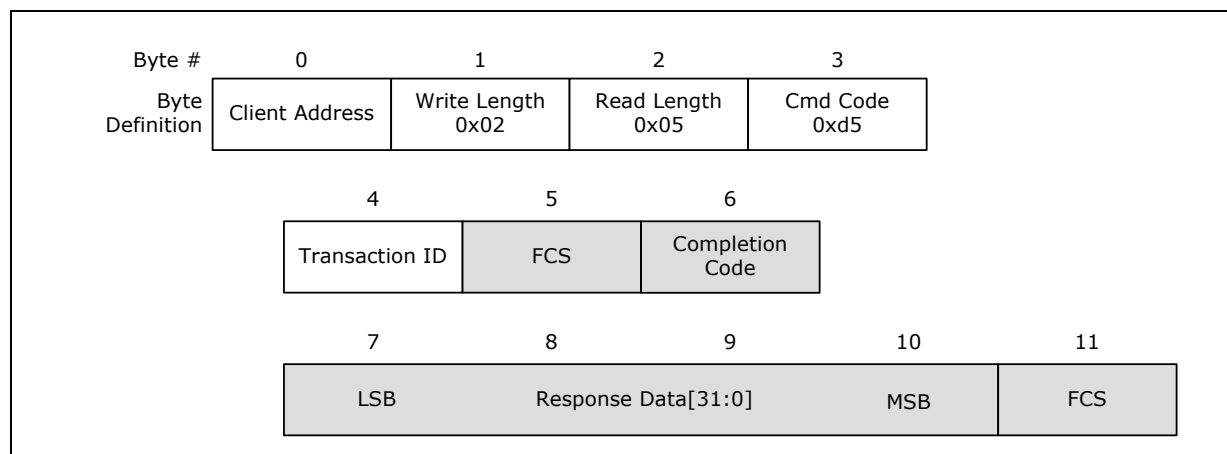 Byte # 0 1 2 3
Byte Definition
Client Address
Write Length
0x02
Read Length
0x05
Cmd Code
0xd5
4 5 6
Transaction ID
FCS
Completion
Code
7 8 9 10 11
LSB Response Data[31:0] MSB FCS